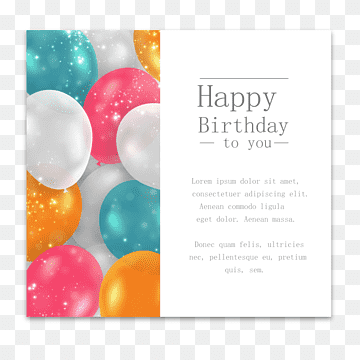 Happy
Birthday
to you
Lorem ipsum dolor sit amet,
consectetuer adipiscing elit.
Aenean commodo ligula
eget dolor. Aenean massa.
Donec quam felis, ultricies
nec, pellentesque eu, pretium
quis, sem.